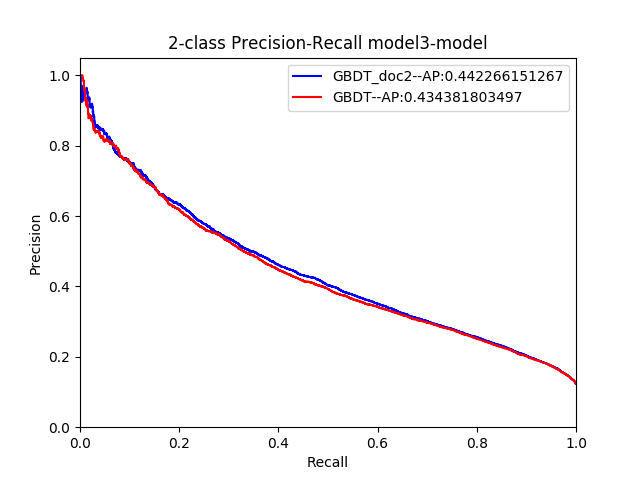 2-class Precision-Recall model3-model
GBDT_doc2--AP:0.442266151267
GBDT--AP:0.434381803497
1.0
0.8
0.6
0.4
0.2
0.0
Precision
0.0 0.2 0.4 0.6 0.8 1.0
Recall